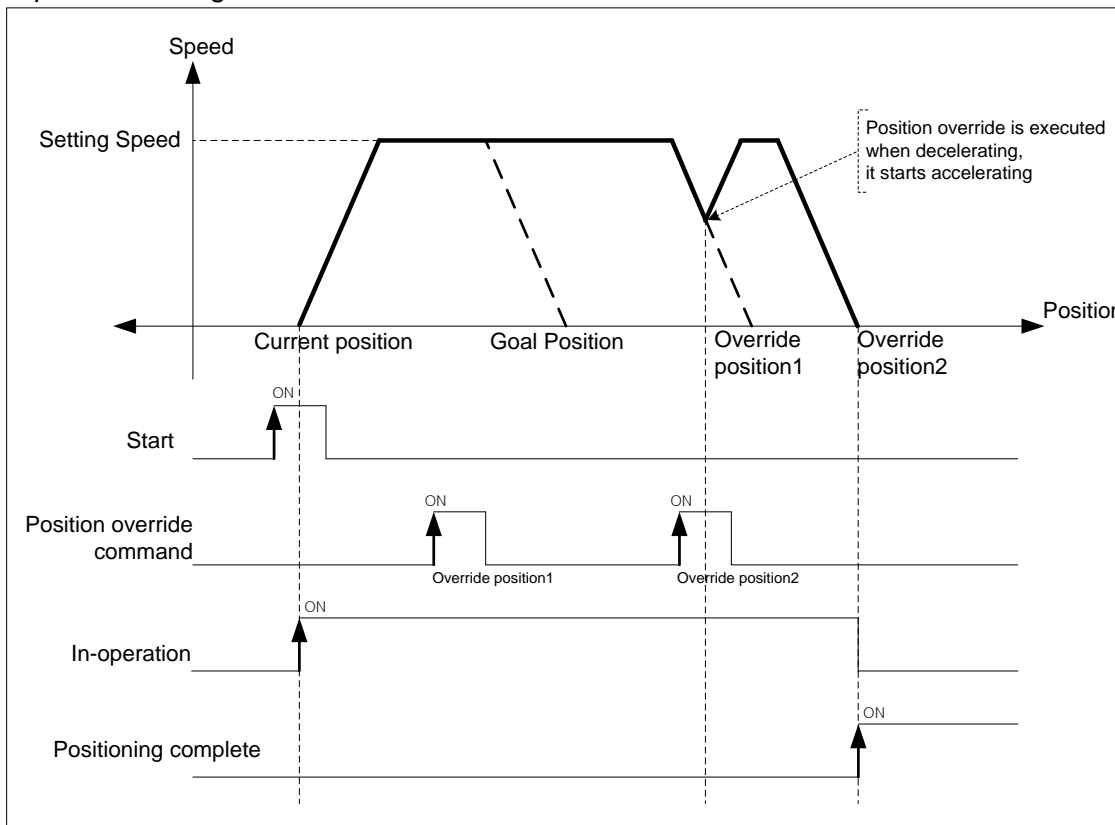 Speed
Setting Speed
Position override is executed
when decelerating,
it starts accelerating
Position
Current position
Goal Position
Override
position1
Override
position2
ON
Start
ON
ON
Position override
command
Override position1
Override position2
ON
In-operation
ON
Positioning complete